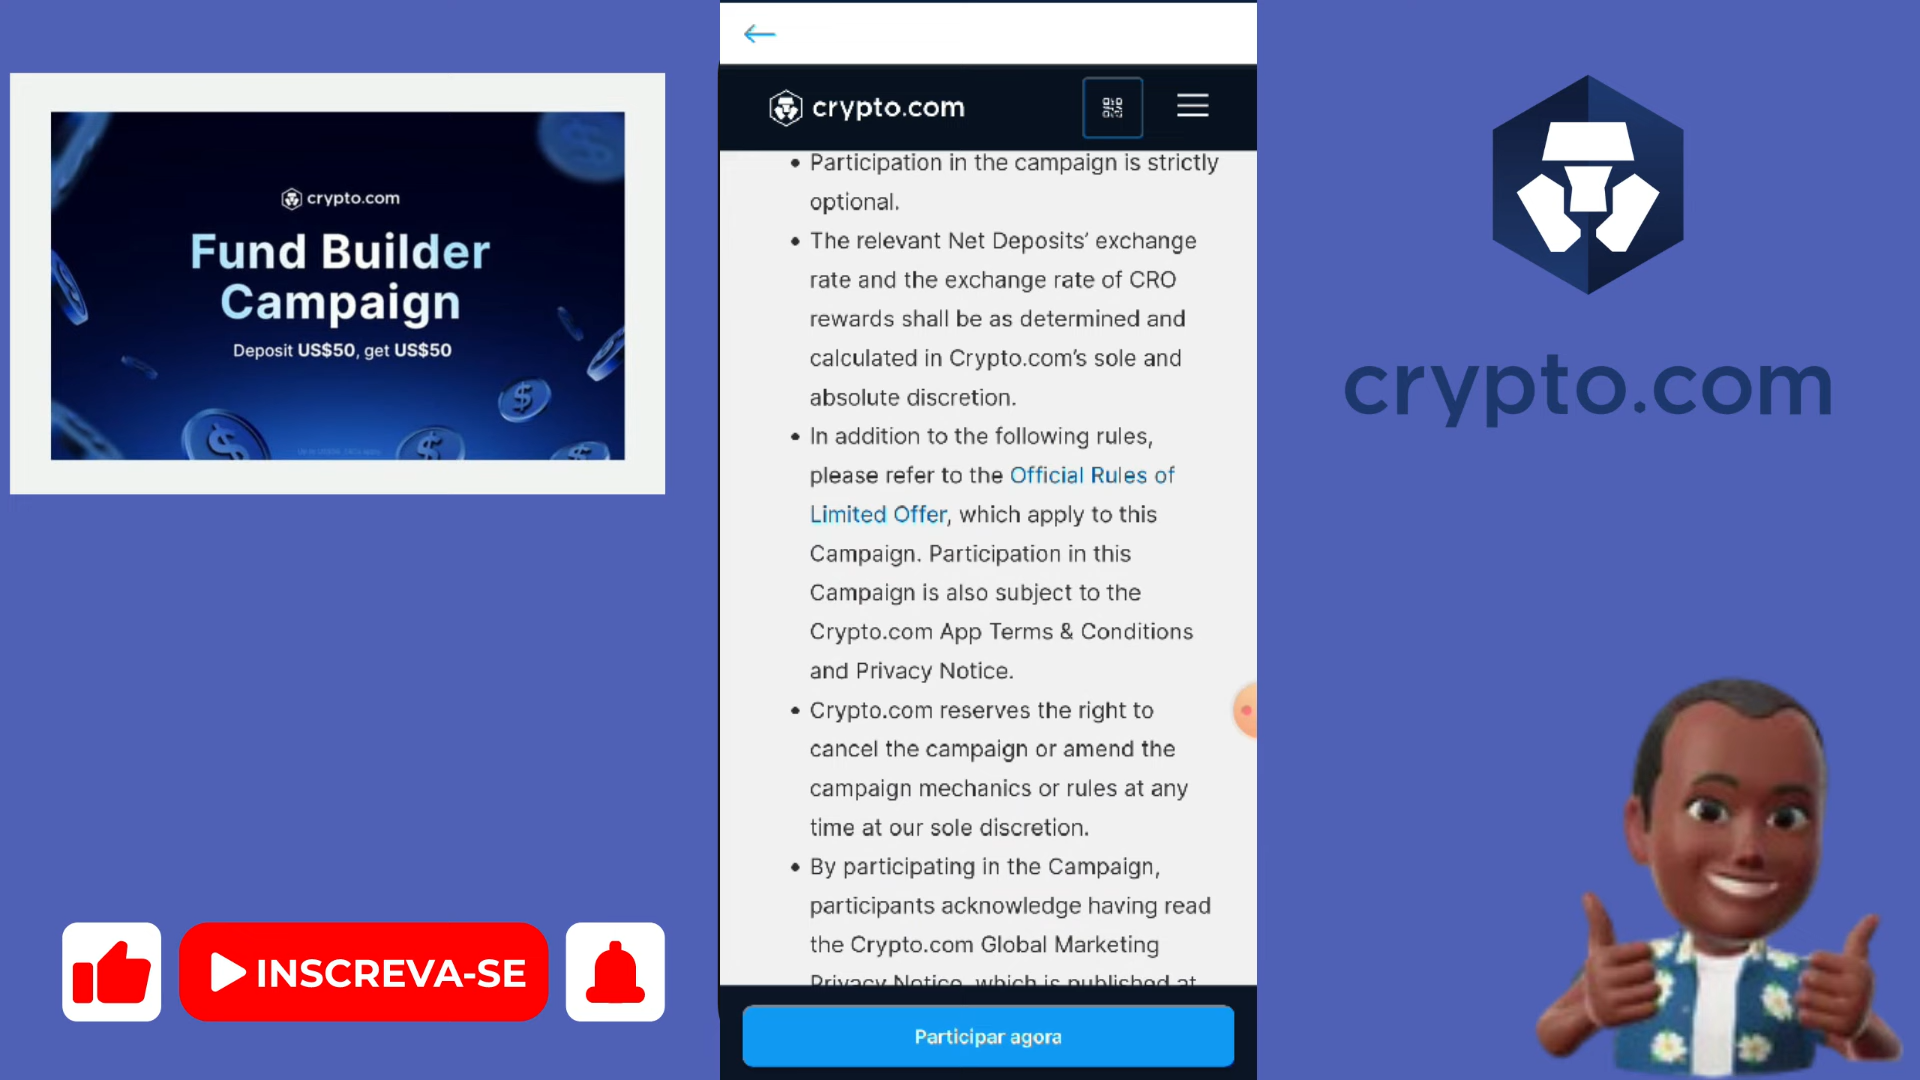 crypto.com
Fund Builder
Campaign
Deposit US$50, get US$50
INSCREVA-SE
crypto.com
Participation in the campaign is strictly
optional.
The relevant Net Deposits’ exchange
rate and the exchange rate of CRO
rewards shall be as determined and
calculated in Crypto.com’s sole and
absolute discretion.
In addition to the following rules,
please refer to the Official Rules of
Limited Offer, which apply to this
Campaign. Participation in this
Campaign is also subject to the
Crypto.com App Terms & Conditions
and Privacy Notice.
Crypto.com reserves the right to
cancel the campaign or amend the
campaign mechanics or rules at any
time at our sole discretion.
By participating in the Campaign,
participants acknowledge having read
the Crypto.com Global Marketing
Privacy Notice, which is published at
Participar agora
crypto.com